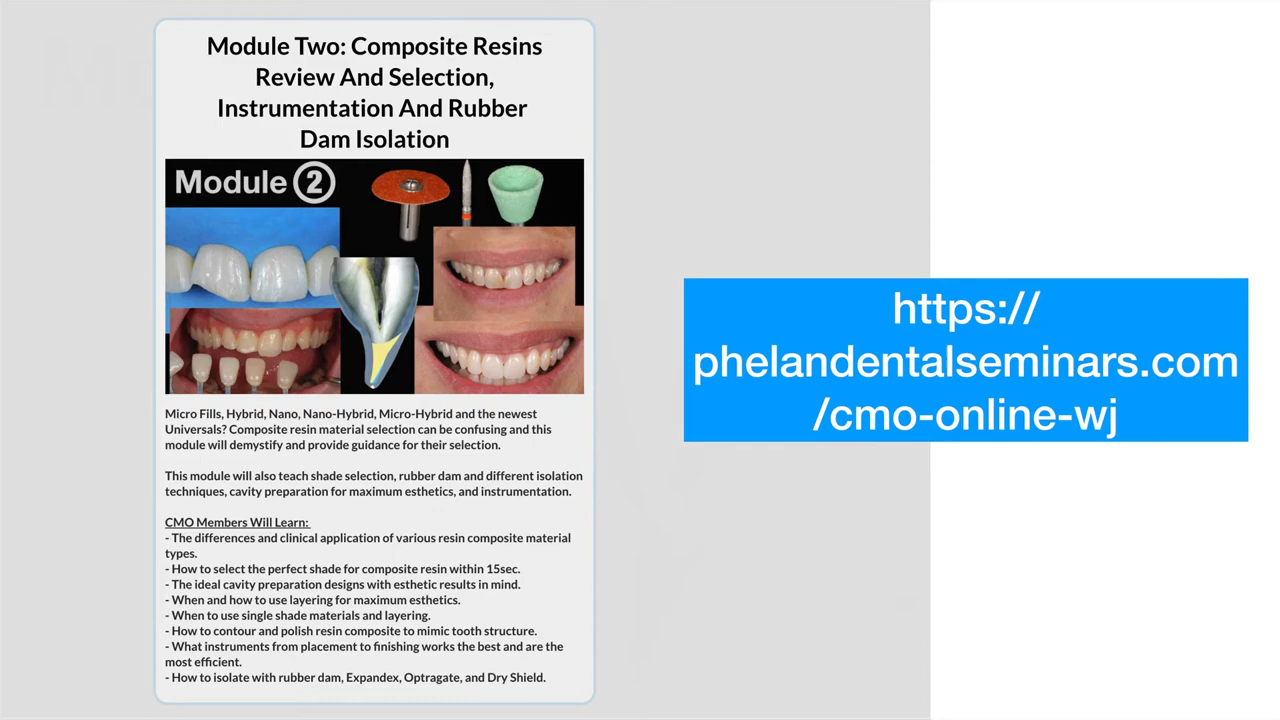 Module Two: Composite Resins
Review And Selection,
Instrumentation And Rubber
Dam Isolation
Module 2
Micro Fills, Hybrid, Nano, Nano-Hybrid, Micro-Hybrid and the newest
Universals? Composite resin material selection can be confusing and this
module will demystify and provide guidance for their selection.
This module will also teach shade selection, rubber dam and different isolation
techniques, cavity preparation for maximum esthetics, and instrumentation.
CMO Members Will Learn:
- The differences and clinical application of various resin composite material
types.
- How to select the perfect shade for composite resin within 15sec.
- The ideal cavity preparation designs with esthetic results in mind.
- When and how to use layering for maximum esthetics.
- When to use single shade materials and layering.
- How to contour and polish resin composite to mimic tooth structure.
- What instruments from placement to finishing works the best and are the
most efficient.
- How to isolate with rubber dam, Expandex, Optragate, and Dry Shield.
https://
phelandentalseminars.com
/cmo-online-wj